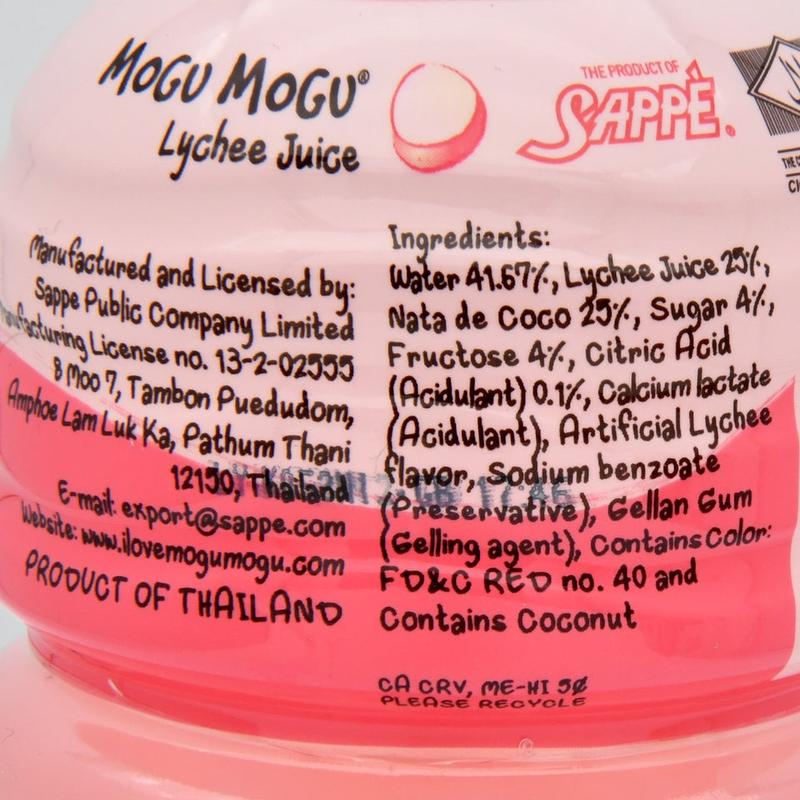 MOGU MOGU®
Lychee Juice
THE PRODUCT OF
SAPPÉ®
Manufactured and Licensed by:
Sappe Public Company Limited
Manufacturing License no. 13-2-02555
8 Moo 7, Tambon Puedudom,
Amphoe Lam Luk Ka, Pathum Thani
12150, Thailand
E-mail: export@sappe.com
Website: www.ilovemogumogu.com
PRODUCT OF THAILAND
Ingredients:
Water 41.67%, Lychee Juice 25%,
Nata de Coco 25%, Sugar 4%,
Fructose 4%, Citric Acid
(Acidulant) 0.1%, Calcium lactate
(Acidulant), Artificial Lychee
flavor, Sodium benzoate
(Preservative), Gellan Gum
(Gelling agent), Contains Color:
FD&C RED no. 40 and
Contains Coconut
CA CRV, ME-HI 5¢
PLEASE RECYCLE